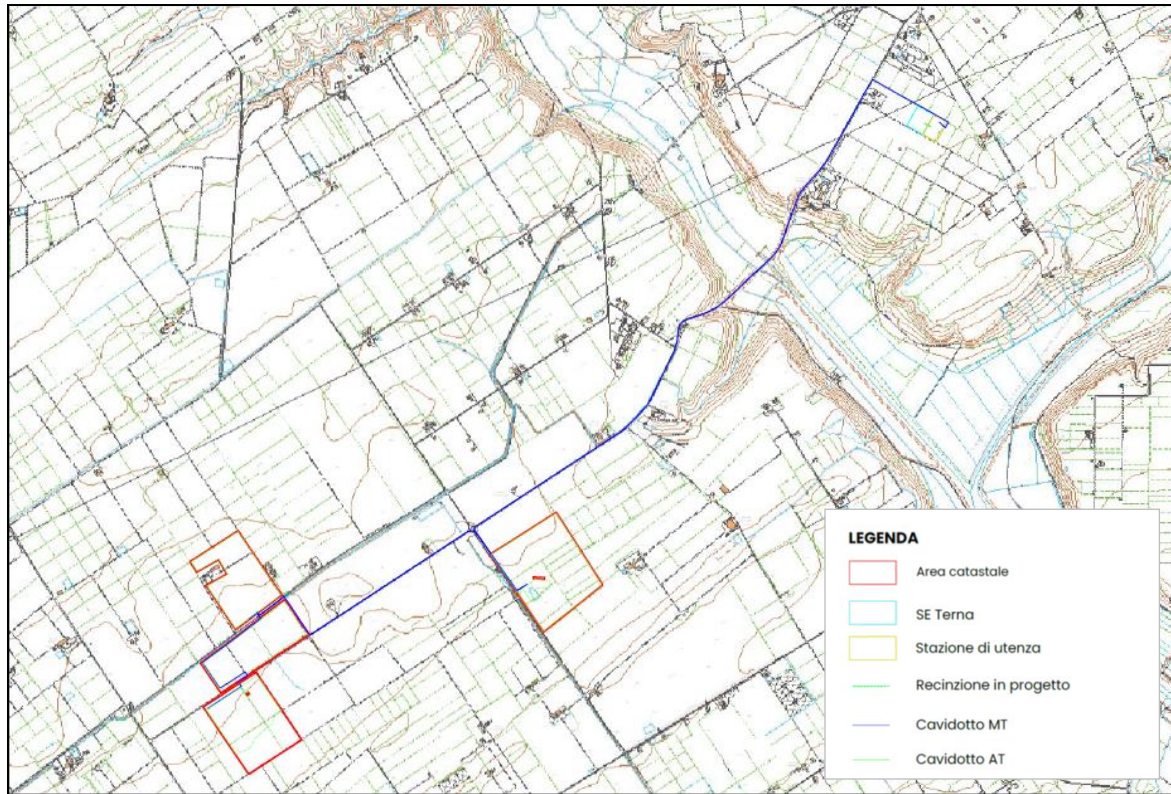 LEGENDA
Area catastale
SE Terna
Stazione di utenza
Recinzione in progetto
Cavidotto MT
Cavidotto AT